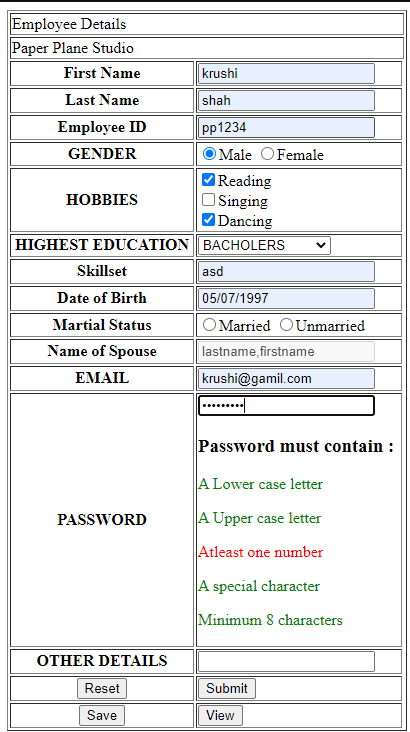 Employee Details
Paper Plane Studio
First Name krushi
Last Name shah
Employee ID pp1234
GENDER Male Female
HOBBIES Reading
Singing
Dancing
HIGHEST EDUCATION BACHOLERS
Skillset asd
Date of Birth 05/07/1997
Martial Status Married Unmarried
Name of Spouse lastname,firstname
EMAIL krushi@gamil.com
PASSWORD •••••••••
Password must contain :
A Lower case letter
A Upper case letter
Atleast one number
A special character
Minimum 8 characters
OTHER DETAILS
Reset Submit
Save View